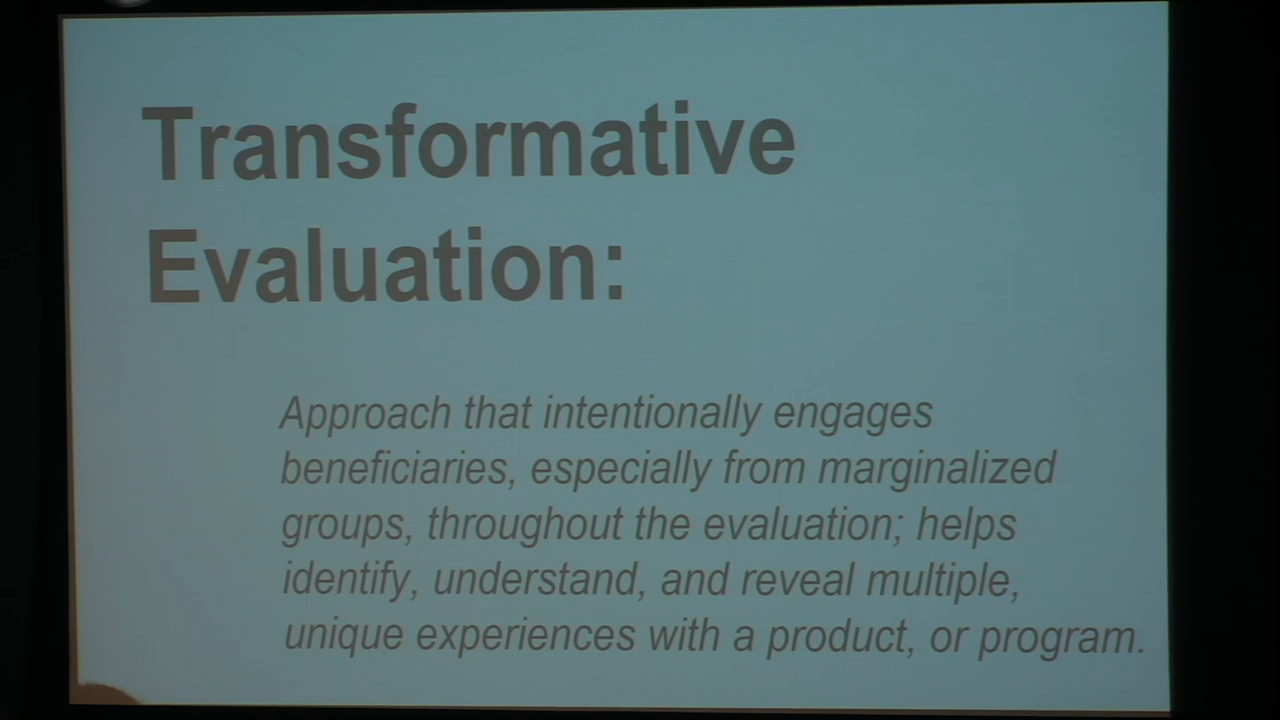 Transformative
Evaluation:
Approach that intentionally engages
beneficiaries, especially from marginalized
groups, throughout the evaluation; helps
identify, understand, and reveal multiple,
unique experiences with a product, or program.